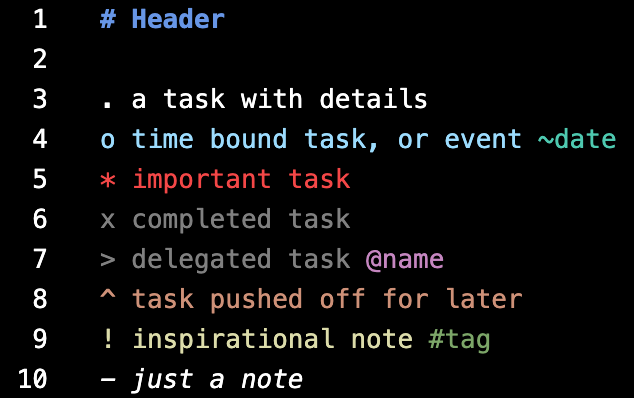 1 # Header
2
3 . a task with details
4 o time bound task, or event ~date
5 * important task
6 x completed task
7 > delegated task @name
8 ^ task pushed off for later
9 ! inspirational note #tag
10 – just a note